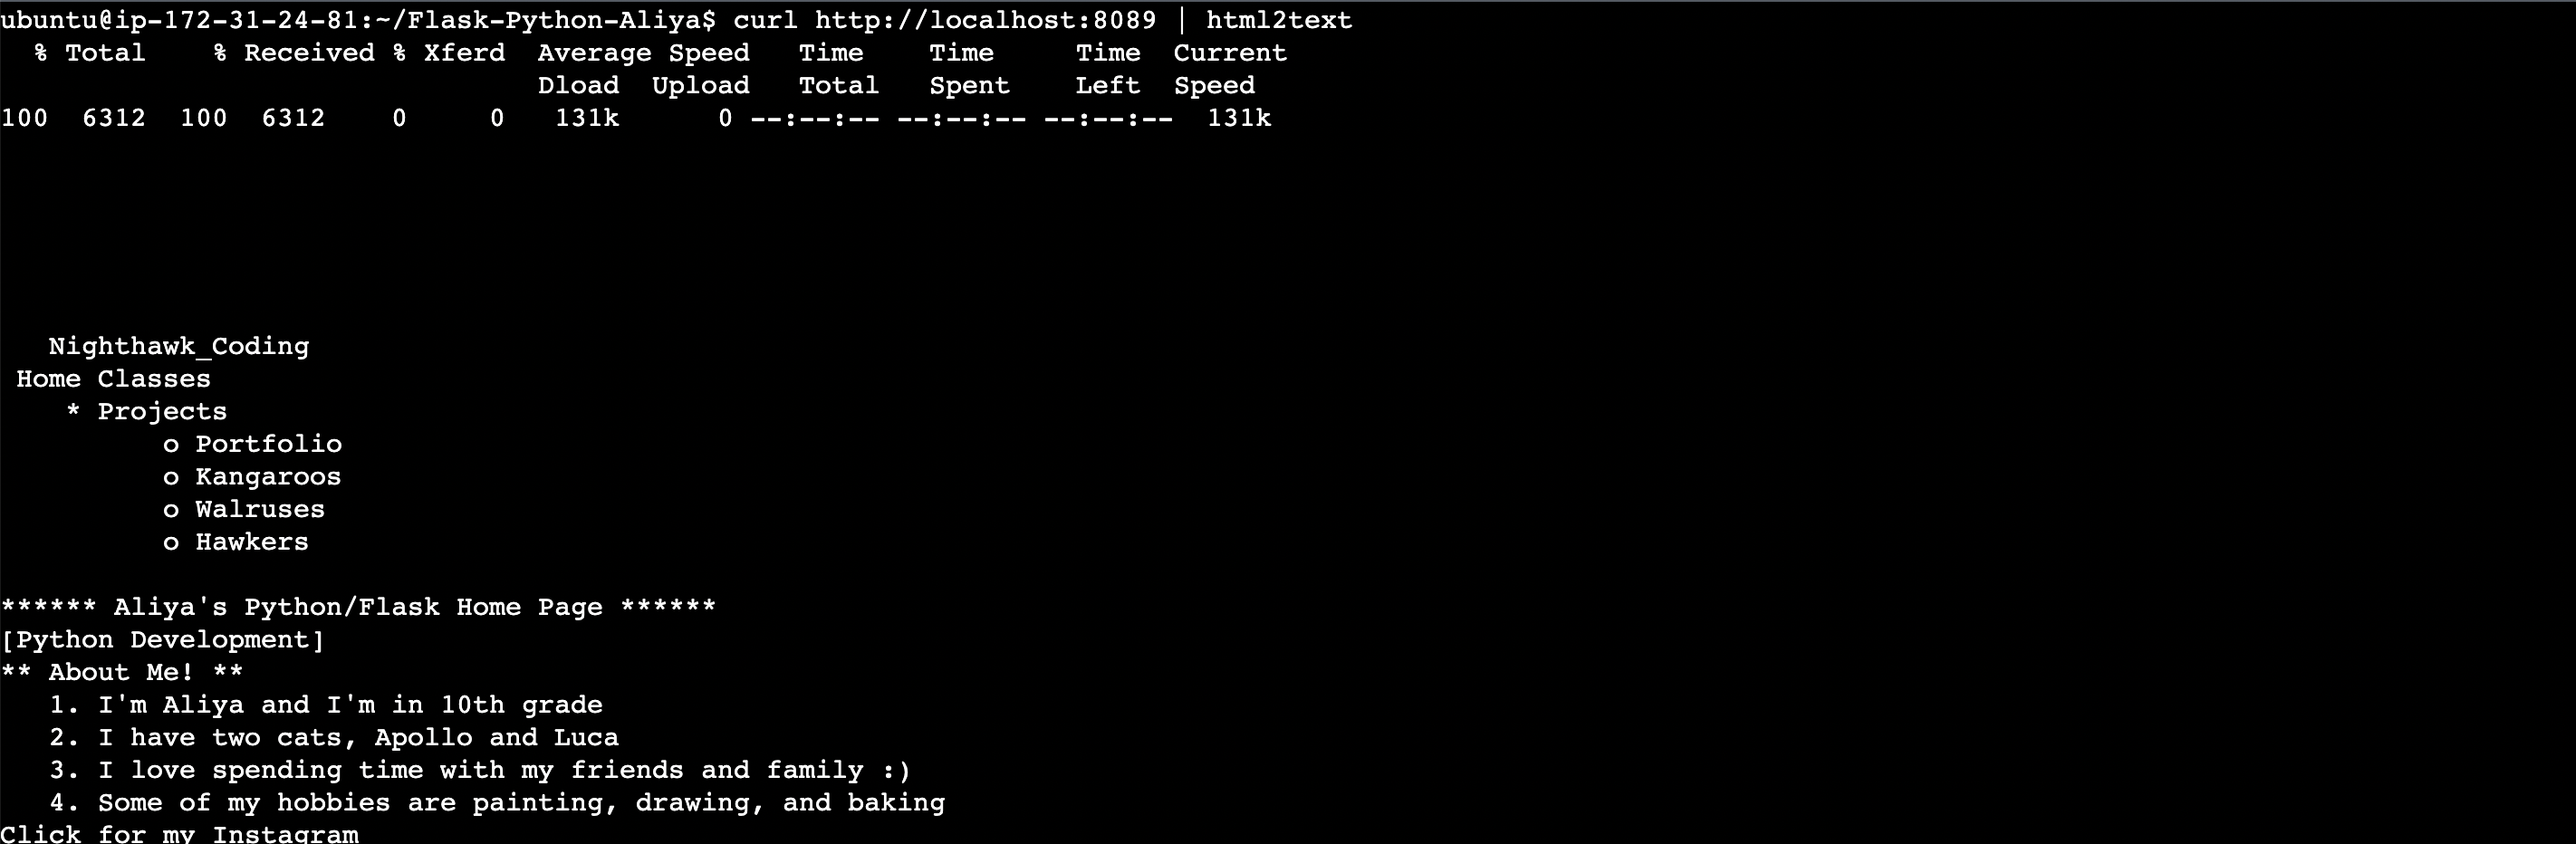 ubuntu@ip-172-31-24-81:~/Flask-Python-Aliya$ curl http://localhost:8089 | html2text
  % Total    % Received % Xferd  Average Speed   Time    Time     Time  Current
                                 Dload  Upload   Total   Spent    Left  Speed
100  6312  100  6312    0     0   131k      0 --:--:-- --:--:-- --:--:--  131k
   Nighthawk_Coding
 Home Classes
    * Projects
          o Portfolio
          o Kangaroos
          o Walruses
          o Hawkers
****** Aliya's Python/Flask Home Page ******
[Python Development]
** About Me! **
   1. I'm Aliya and I'm in 10th grade
   2. I have two cats, Apollo and Luca
   3. I love spending time with my friends and family :)
   4. Some of my hobbies are painting, drawing, and baking
Click for my Instagram